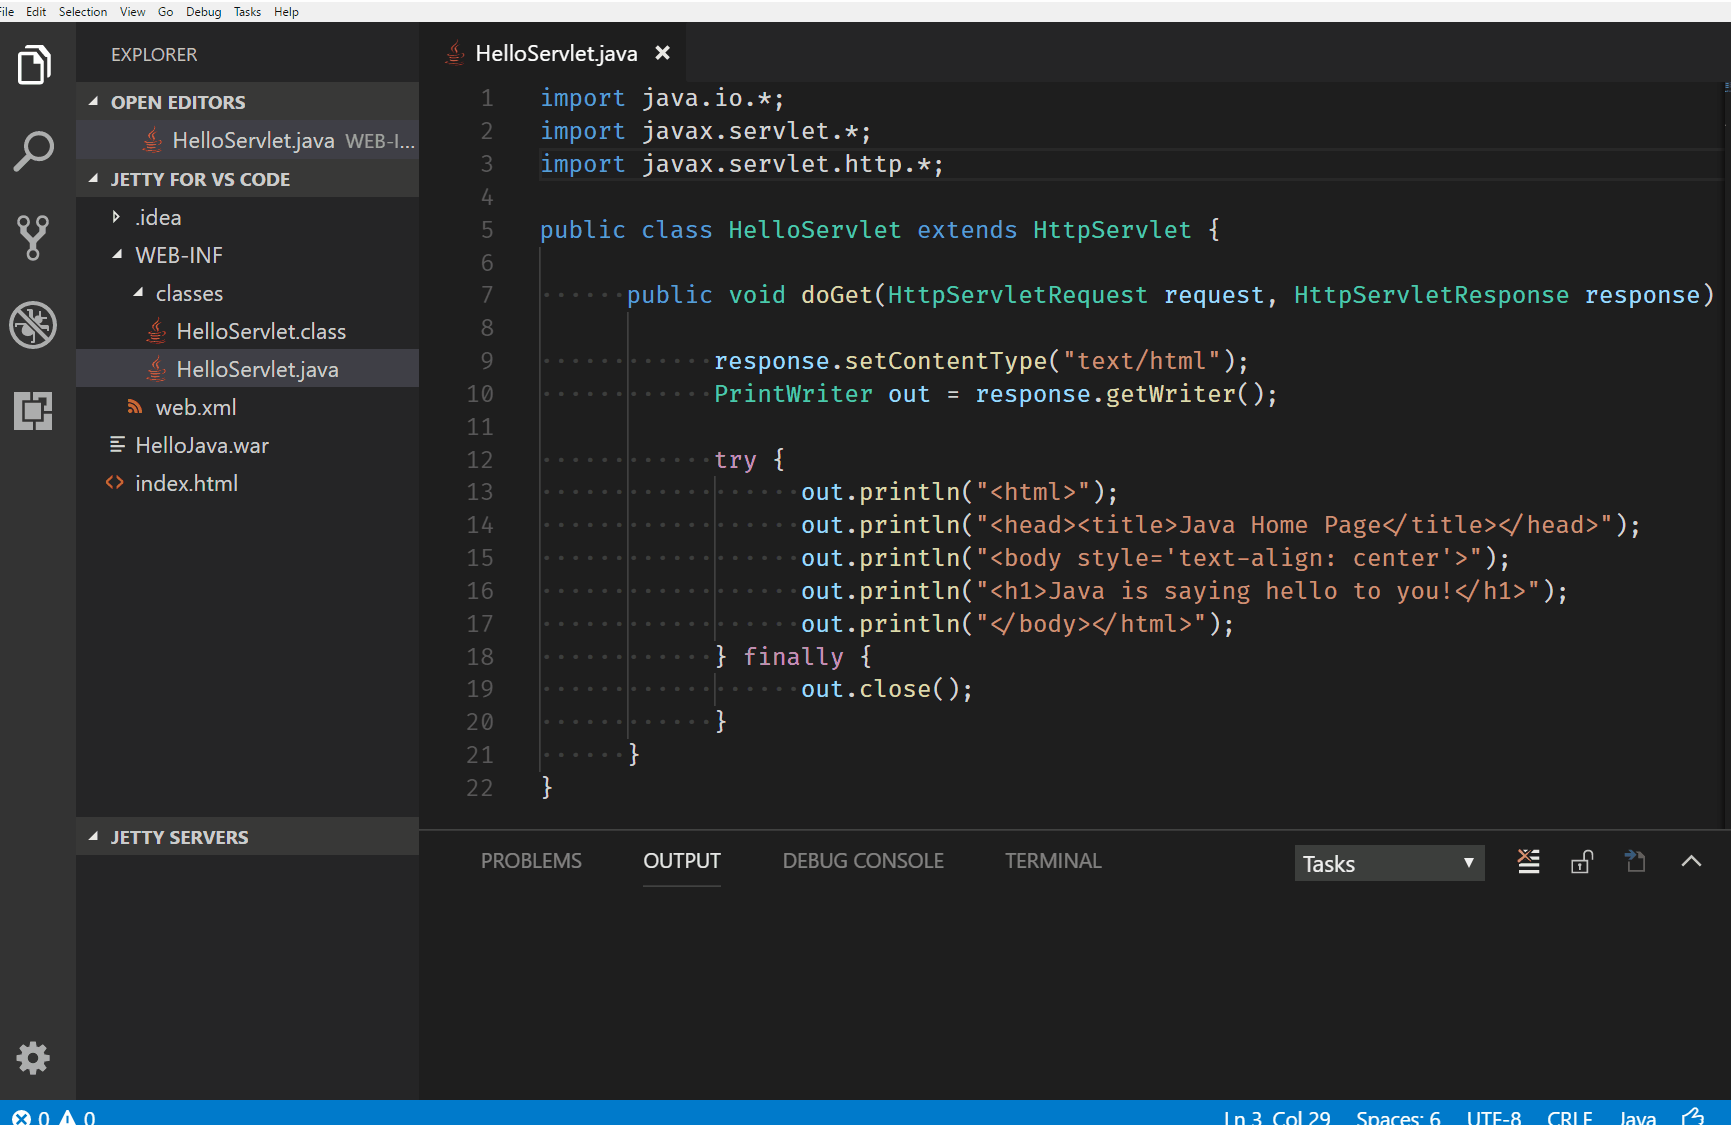 File Edit Selection View Go Debug Tasks Help
EXPLORER
OPEN EDITORS
HelloServlet.java WEB-I...
JETTY FOR VS CODE
.idea
WEB-INF
classes
HelloServlet.class
HelloServlet.java
web.xml
HelloJava.war
index.html
JETTY SERVERS
HelloServlet.java
1 import java.io.*;
2 import javax.servlet.*;
3 import javax.servlet.http.*;
4
5 public class HelloServlet extends HttpServlet {
6
7 public void doGet(HttpServletRequest request, HttpServletResponse response)
8
9 response.setContentType("text/html");
10 PrintWriter out = response.getWriter();
11
12 try {
13 out.println("<html>");
14 out.println("<head><title>Java Home Page</title></head>");
15 out.println("<body style='text-align: center'>");
16 out.println("<h1>Java is saying hello to you!</h1>");
17 out.println("</body></html>");
18 } finally {
19 out.close();
20 }
21 }
22 }
PROBLEMS OUTPUT DEBUG CONSOLE TERMINAL Tasks
0 0 Ln 3, Col 29 Spaces: 6 UTF-8 CRLF Java